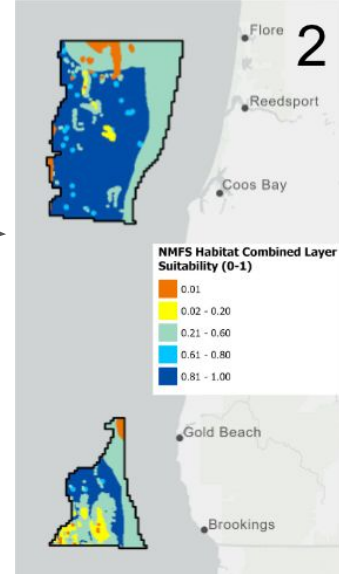 Flore
2
Reedsport
Coos Bay
NMFS Habitat Combined Layer
Suitability (0-1)
0.01
0.02 - 0.20
0.21 - 0.60
0.61 - 0.80
0.81 - 1.00
Gold Beach
Brookings